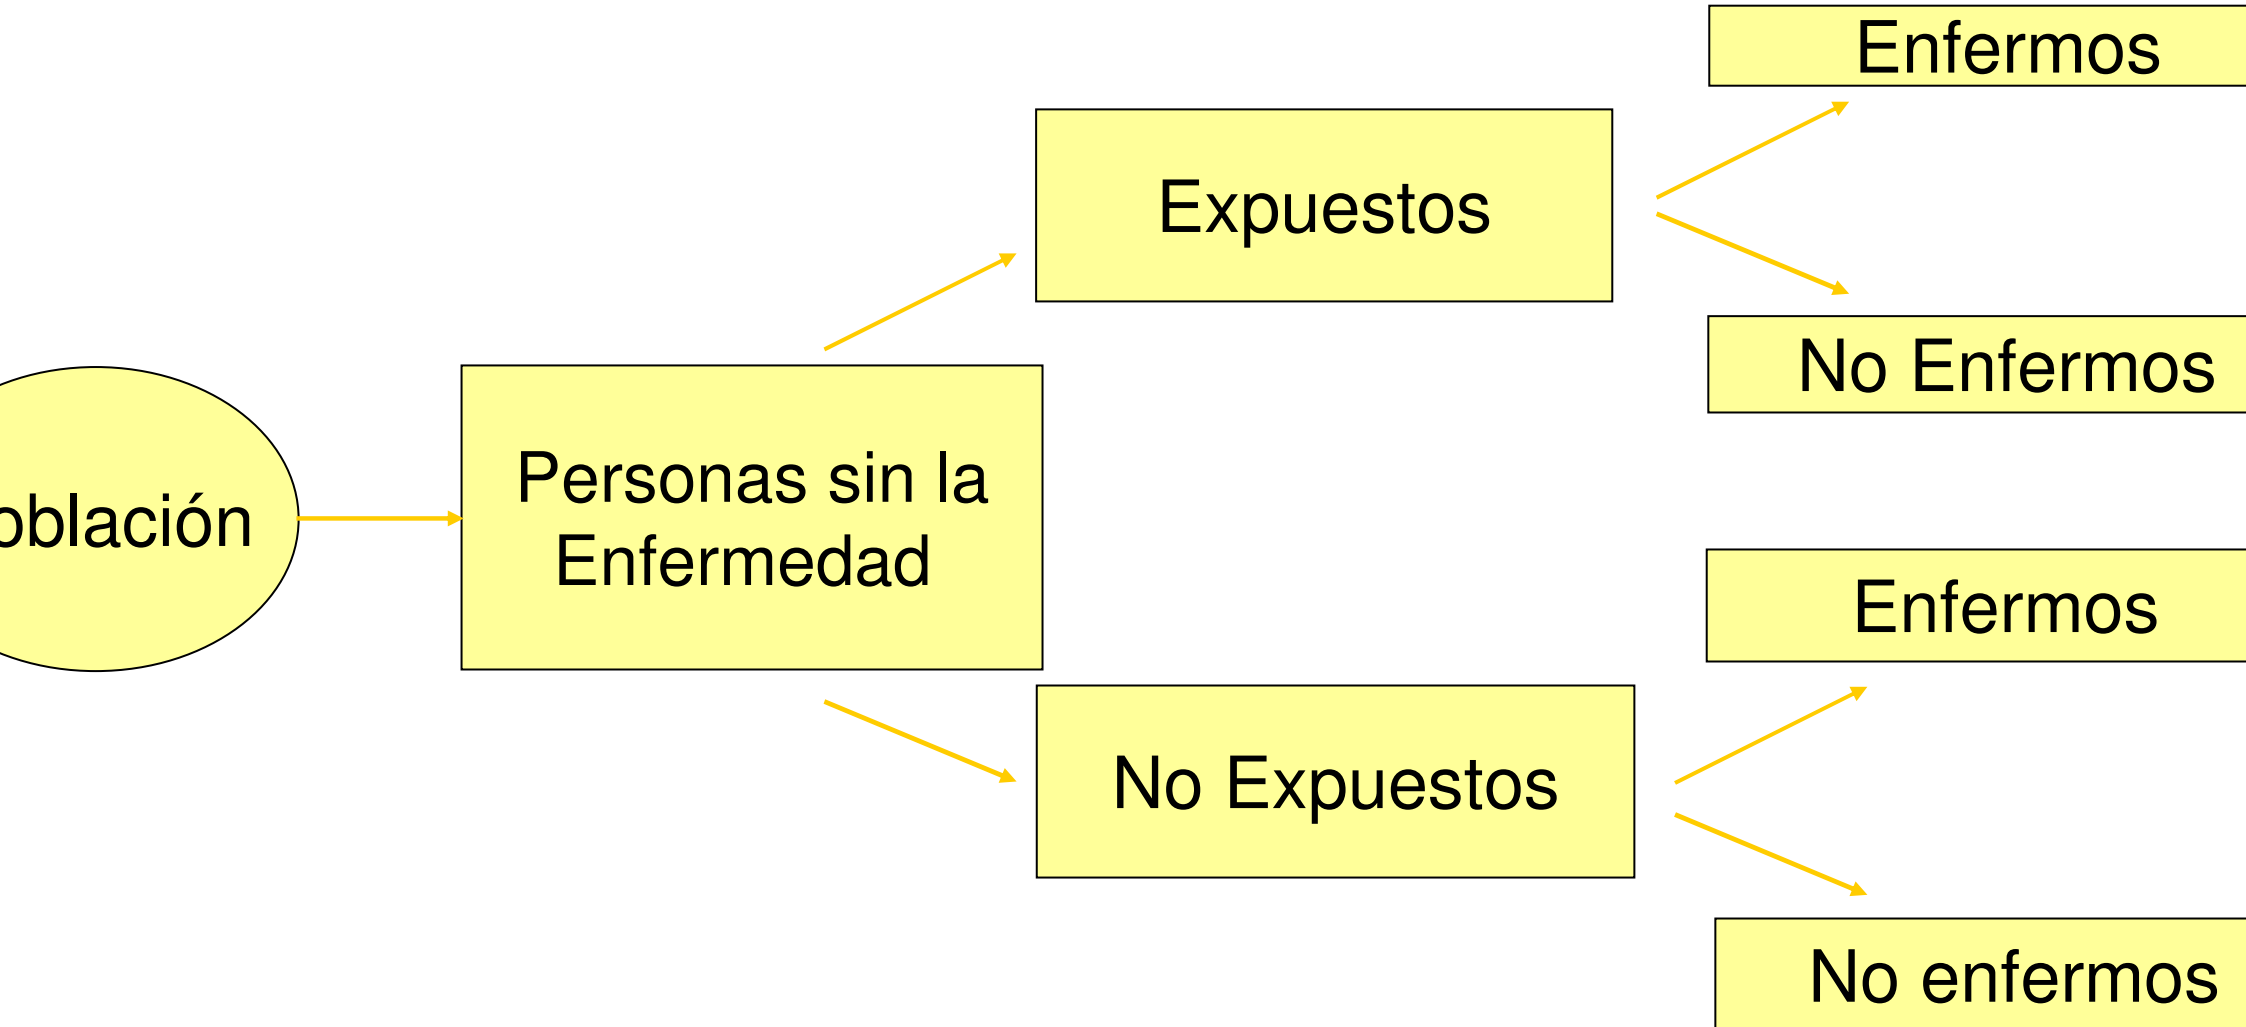 Enfermos
Expuestos
No Enfermos
Personas sin la
Enfermedad
oblación
Enfermos
No Expuestos
No enfermos